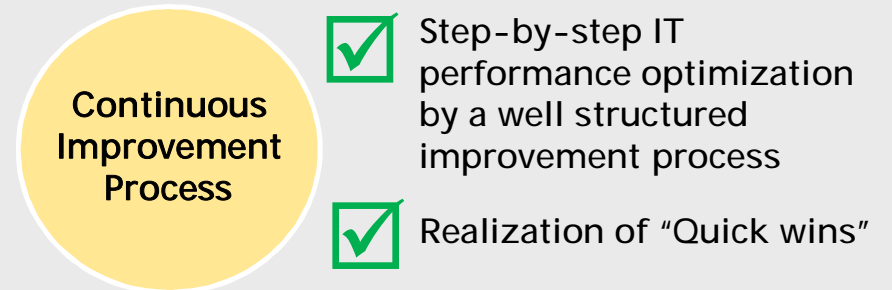 Continuous
Improvement
Process
Step-by-step IT
performance optimization
by a well structured
improvement process
Realization of “Quick wins”